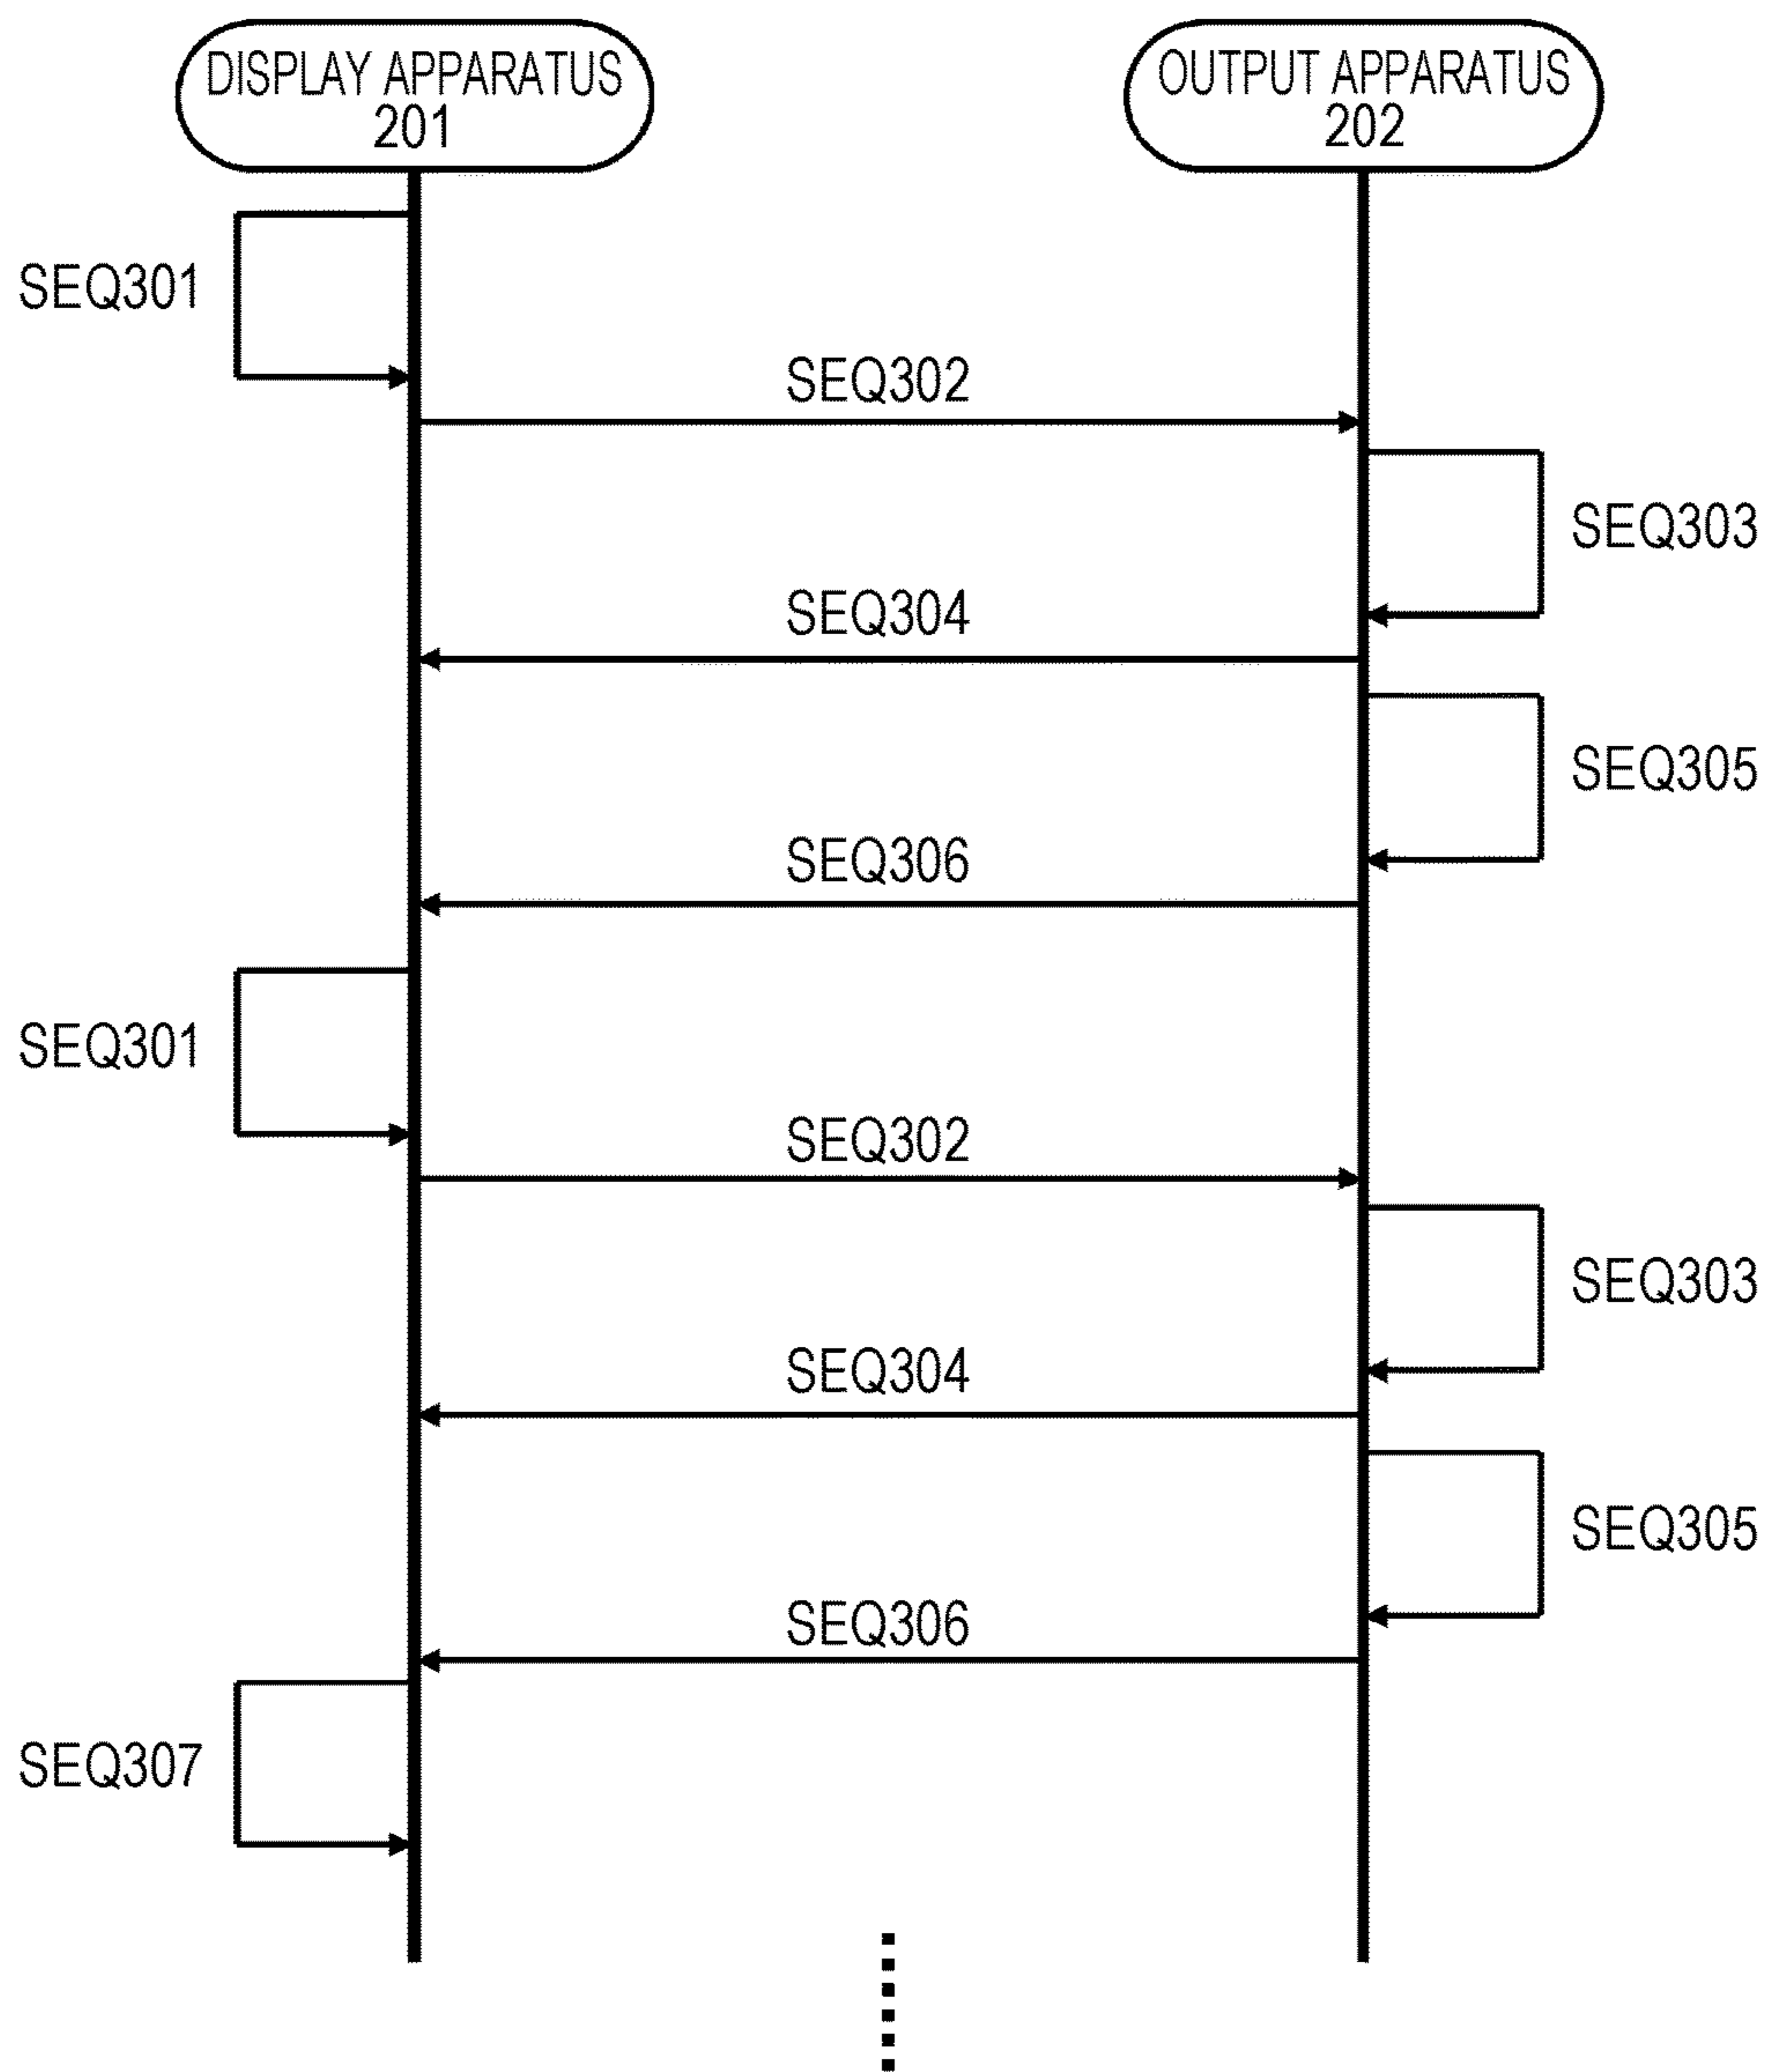 DISPLAY APPARATUS
201
OUTPUT APPARATUS
202
SEQ301
SEQ302
SEQ303
SEQ304
SEQ305
SEQ306
SEQ301
SEQ302
SEQ303
SEQ304
SEQ305
SEQ306
SEQ307